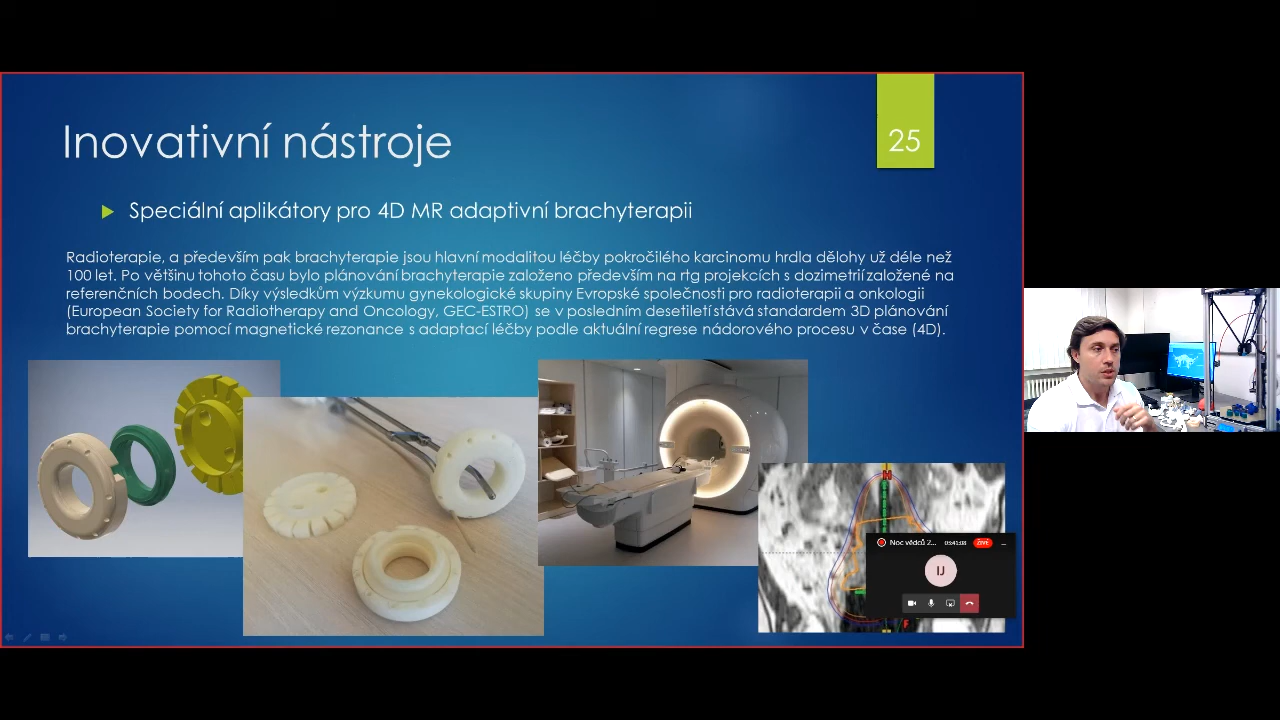 Inovativní nástroje
25
Speciální aplikátory pro 4D MR adaptivní brachyterapii
Radioterapie, a především pak brachyterapie jsou hlavní modalitou léčby pokročilého karcinomu hrdla dělohy už déle než
100 let. Po většinu tohoto času bylo plánování brachyterapie založeno především na rtg projekcích s dozimetrií založené na
referenčních bodech. Díky výsledkům výzkumu gynekologické skupiny Evropské společnosti pro radioterapii a onkologii
(European Society for Radiotherapy and Oncology, GEC-ESTRO) se v posledním desetiletí stává standardem 3D plánování
brachyterapie pomocí magnetické rezonance s adaptací léčby podle aktuální regrese nádorového procesu v čase (4D).
H
Noc vědců 2...
ŽIVĚ
...
IJ
F